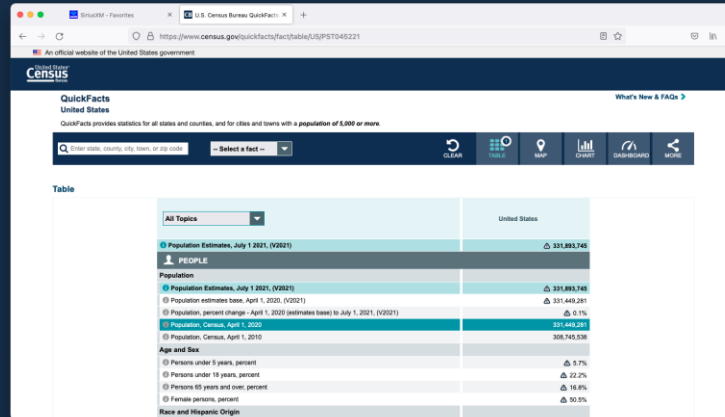 SiriusXM - Favorites
U.S. Census Bureau QuickFacts
https://www.census.gov/quickfacts/fact/table/US/PST045221
An official website of the United States government
United States®
Census
Bureau
QuickFacts
What's New & FAQs
United States
QuickFacts provides statistics for all states and counties, and for cities and towns with a population of 5,000 or more.
Enter state, county, city, town, or zip code
-- Select a fact --
CLEAR
TABLE
MAP
CHART
DASHBOARD
MORE
Table
All Topics
United States
Population Estimates, July 1 2021, (V2021) 331,893,745
PEOPLE
Population
Population Estimates, July 1 2021, (V2021) 331,893,745
Population estimates base, April 1, 2020, (V2021) 331,449,281
Population, percent change - April 1, 2020 (estimates base) to July 1, 2021, (V2021) 0.1%
Population, Census, April 1, 2020 331,449,281
Population, Census, April 1, 2010 308,745,538
Age and Sex
Persons under 5 years, percent 5.7%
Persons under 18 years, percent 22.2%
Persons 65 years and over, percent 16.8%
Female persons, percent 50.5%
Race and Hispanic Origin